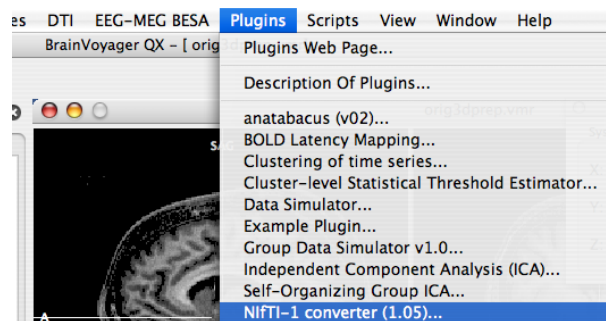 es DTI EEG-MEG BESA Plugins Scripts View Window Help
BrainVoyager QX – [ orig
Plugins Web Page...
Description Of Plugins...
orig3dprep.vmr
anatabacus (v02)...
BOLD Latency Mapping...
Clustering of time series...
Cluster-level Statistical Threshold Estimator...
Data Simulator...
Example Plugin...
Group Data Simulator v1.0...
Independent Component Analysis (ICA)...
Self-Organizing Group ICA...
NIfTI-1 converter (1.05)...
A